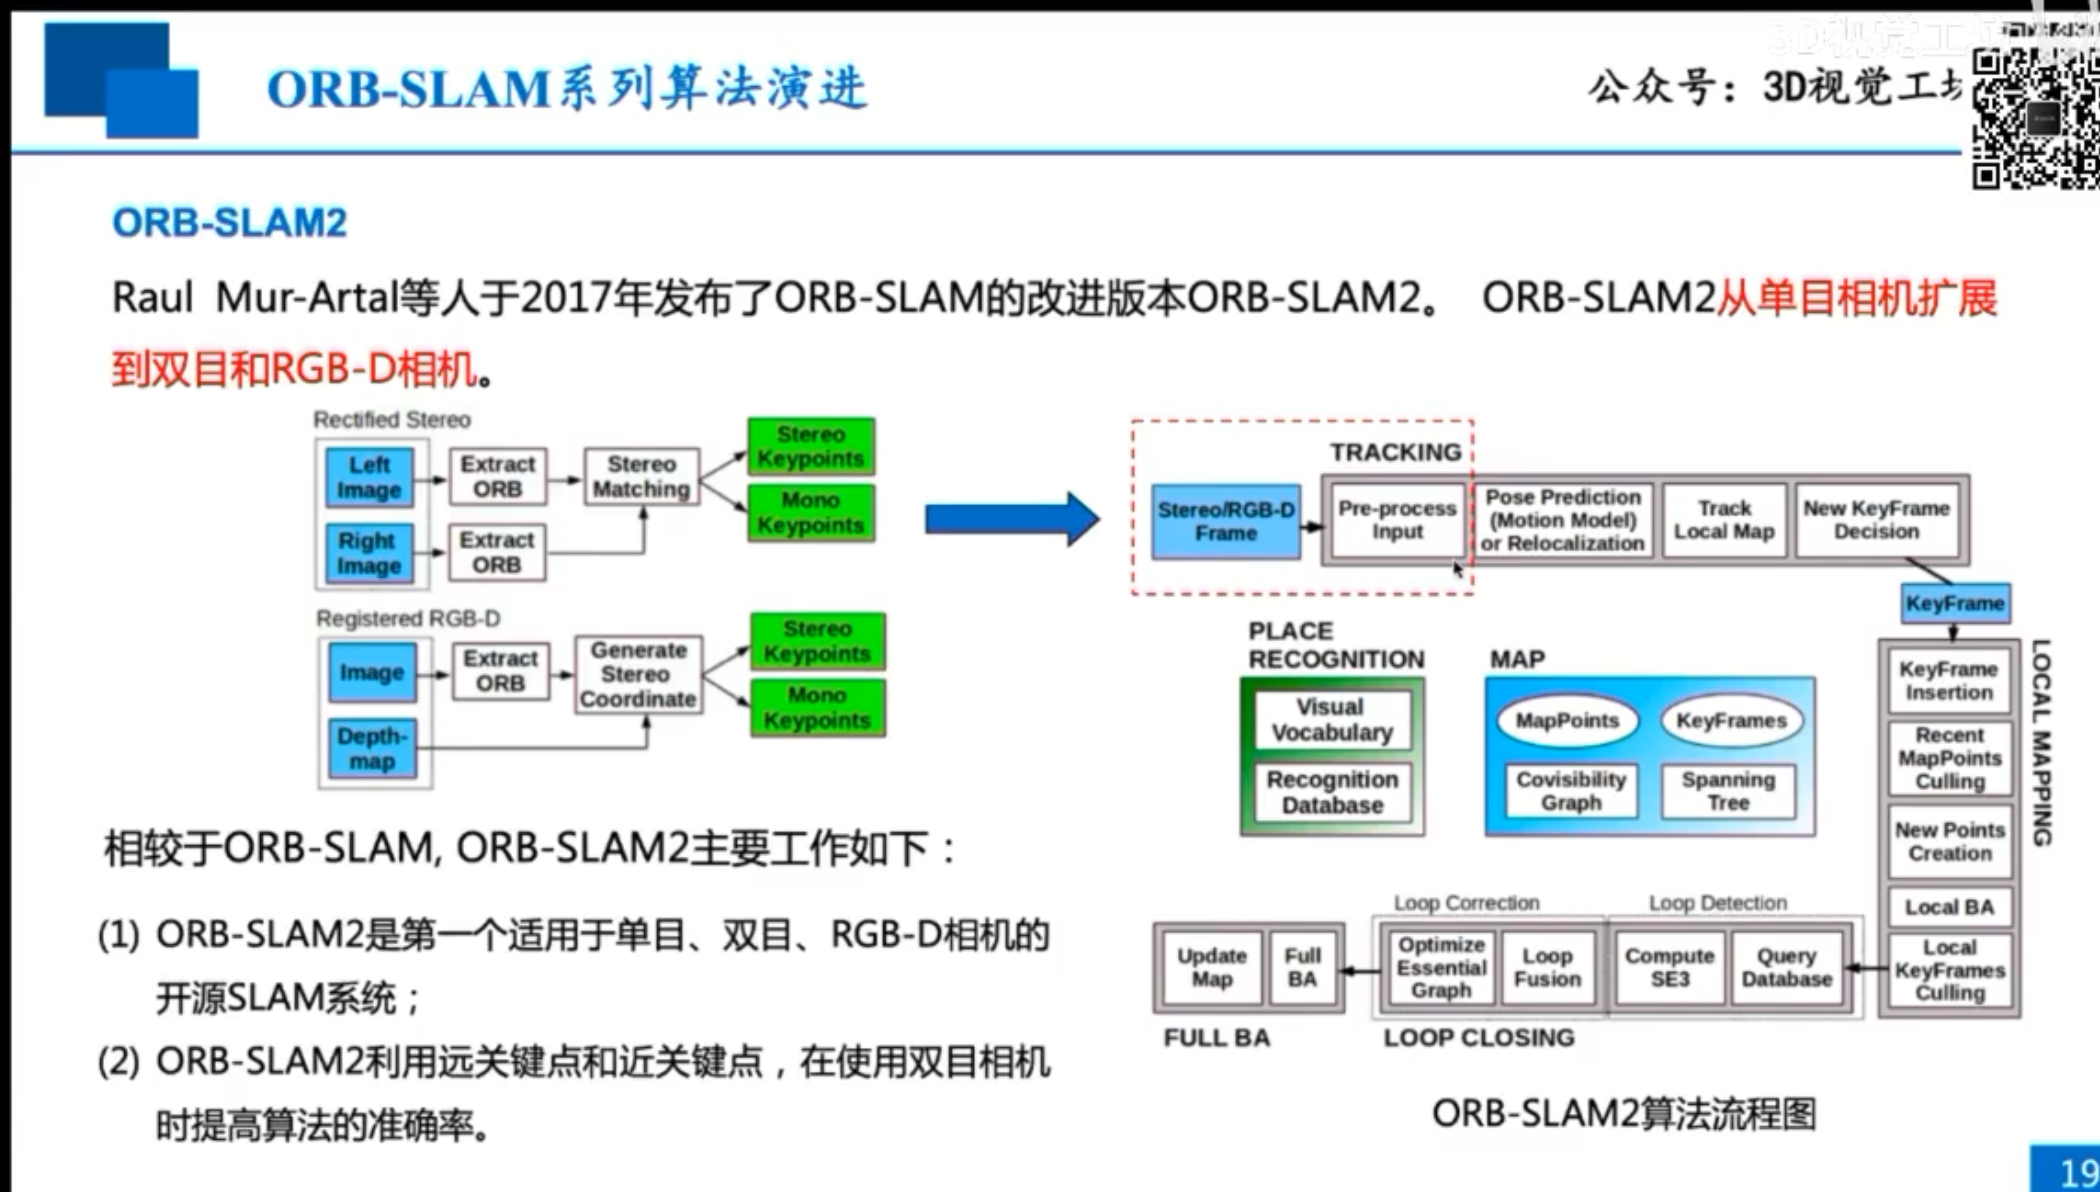 ORB-SLAM系列算法演进
公众号：3D视觉工坊
ORB-SLAM2
Raul Mur-Artal等人于2017年发布了ORB-SLAM的改进版本ORB-SLAM2。 ORB-SLAM2从单目相机扩展
到双目和RGB-D相机。
Rectified Stereo
Left
Image
Extract
ORB
Stereo
Matching
Stereo
Keypoints
Mono
Keypoints
Right
Image
Extract
ORB
Registered RGB-D
Image
Extract
ORB
Generate
Stereo
Coordinate
Stereo
Keypoints
Mono
Keypoints
Depth-
map
TRACKING
Stereo/RGB-D
Frame
Pre-process
Input
Pose Prediction
(Motion Model)
or Relocalization
Track
Local Map
New KeyFrame
Decision
KeyFrame
PLACE
RECOGNITION
Visual
Vocabulary
Recognition
Database
MAP
MapPoints
KeyFrames
Covisibility
Graph
Spanning
Tree
LOCAL MAPPING
KeyFrame
Insertion
Recent
MapPoints
Culling
New Points
Creation
Local BA
Local
KeyFrames
Culling
Loop Correction
Loop Detection
Update
Map
Full
BA
Optimize
Essential
Graph
Loop
Fusion
Compute
SE3
Query
Database
FULL BA
LOOP CLOSING
ORB-SLAM2算法流程图
相较于ORB-SLAM, ORB-SLAM2主要工作如下：
(1) ORB-SLAM2是第一个适用于单目、双目、RGB-D相机的
开源SLAM系统；
(2) ORB-SLAM2利用远关键点和近关键点，在使用双目相机
时提高算法的准确率。
19